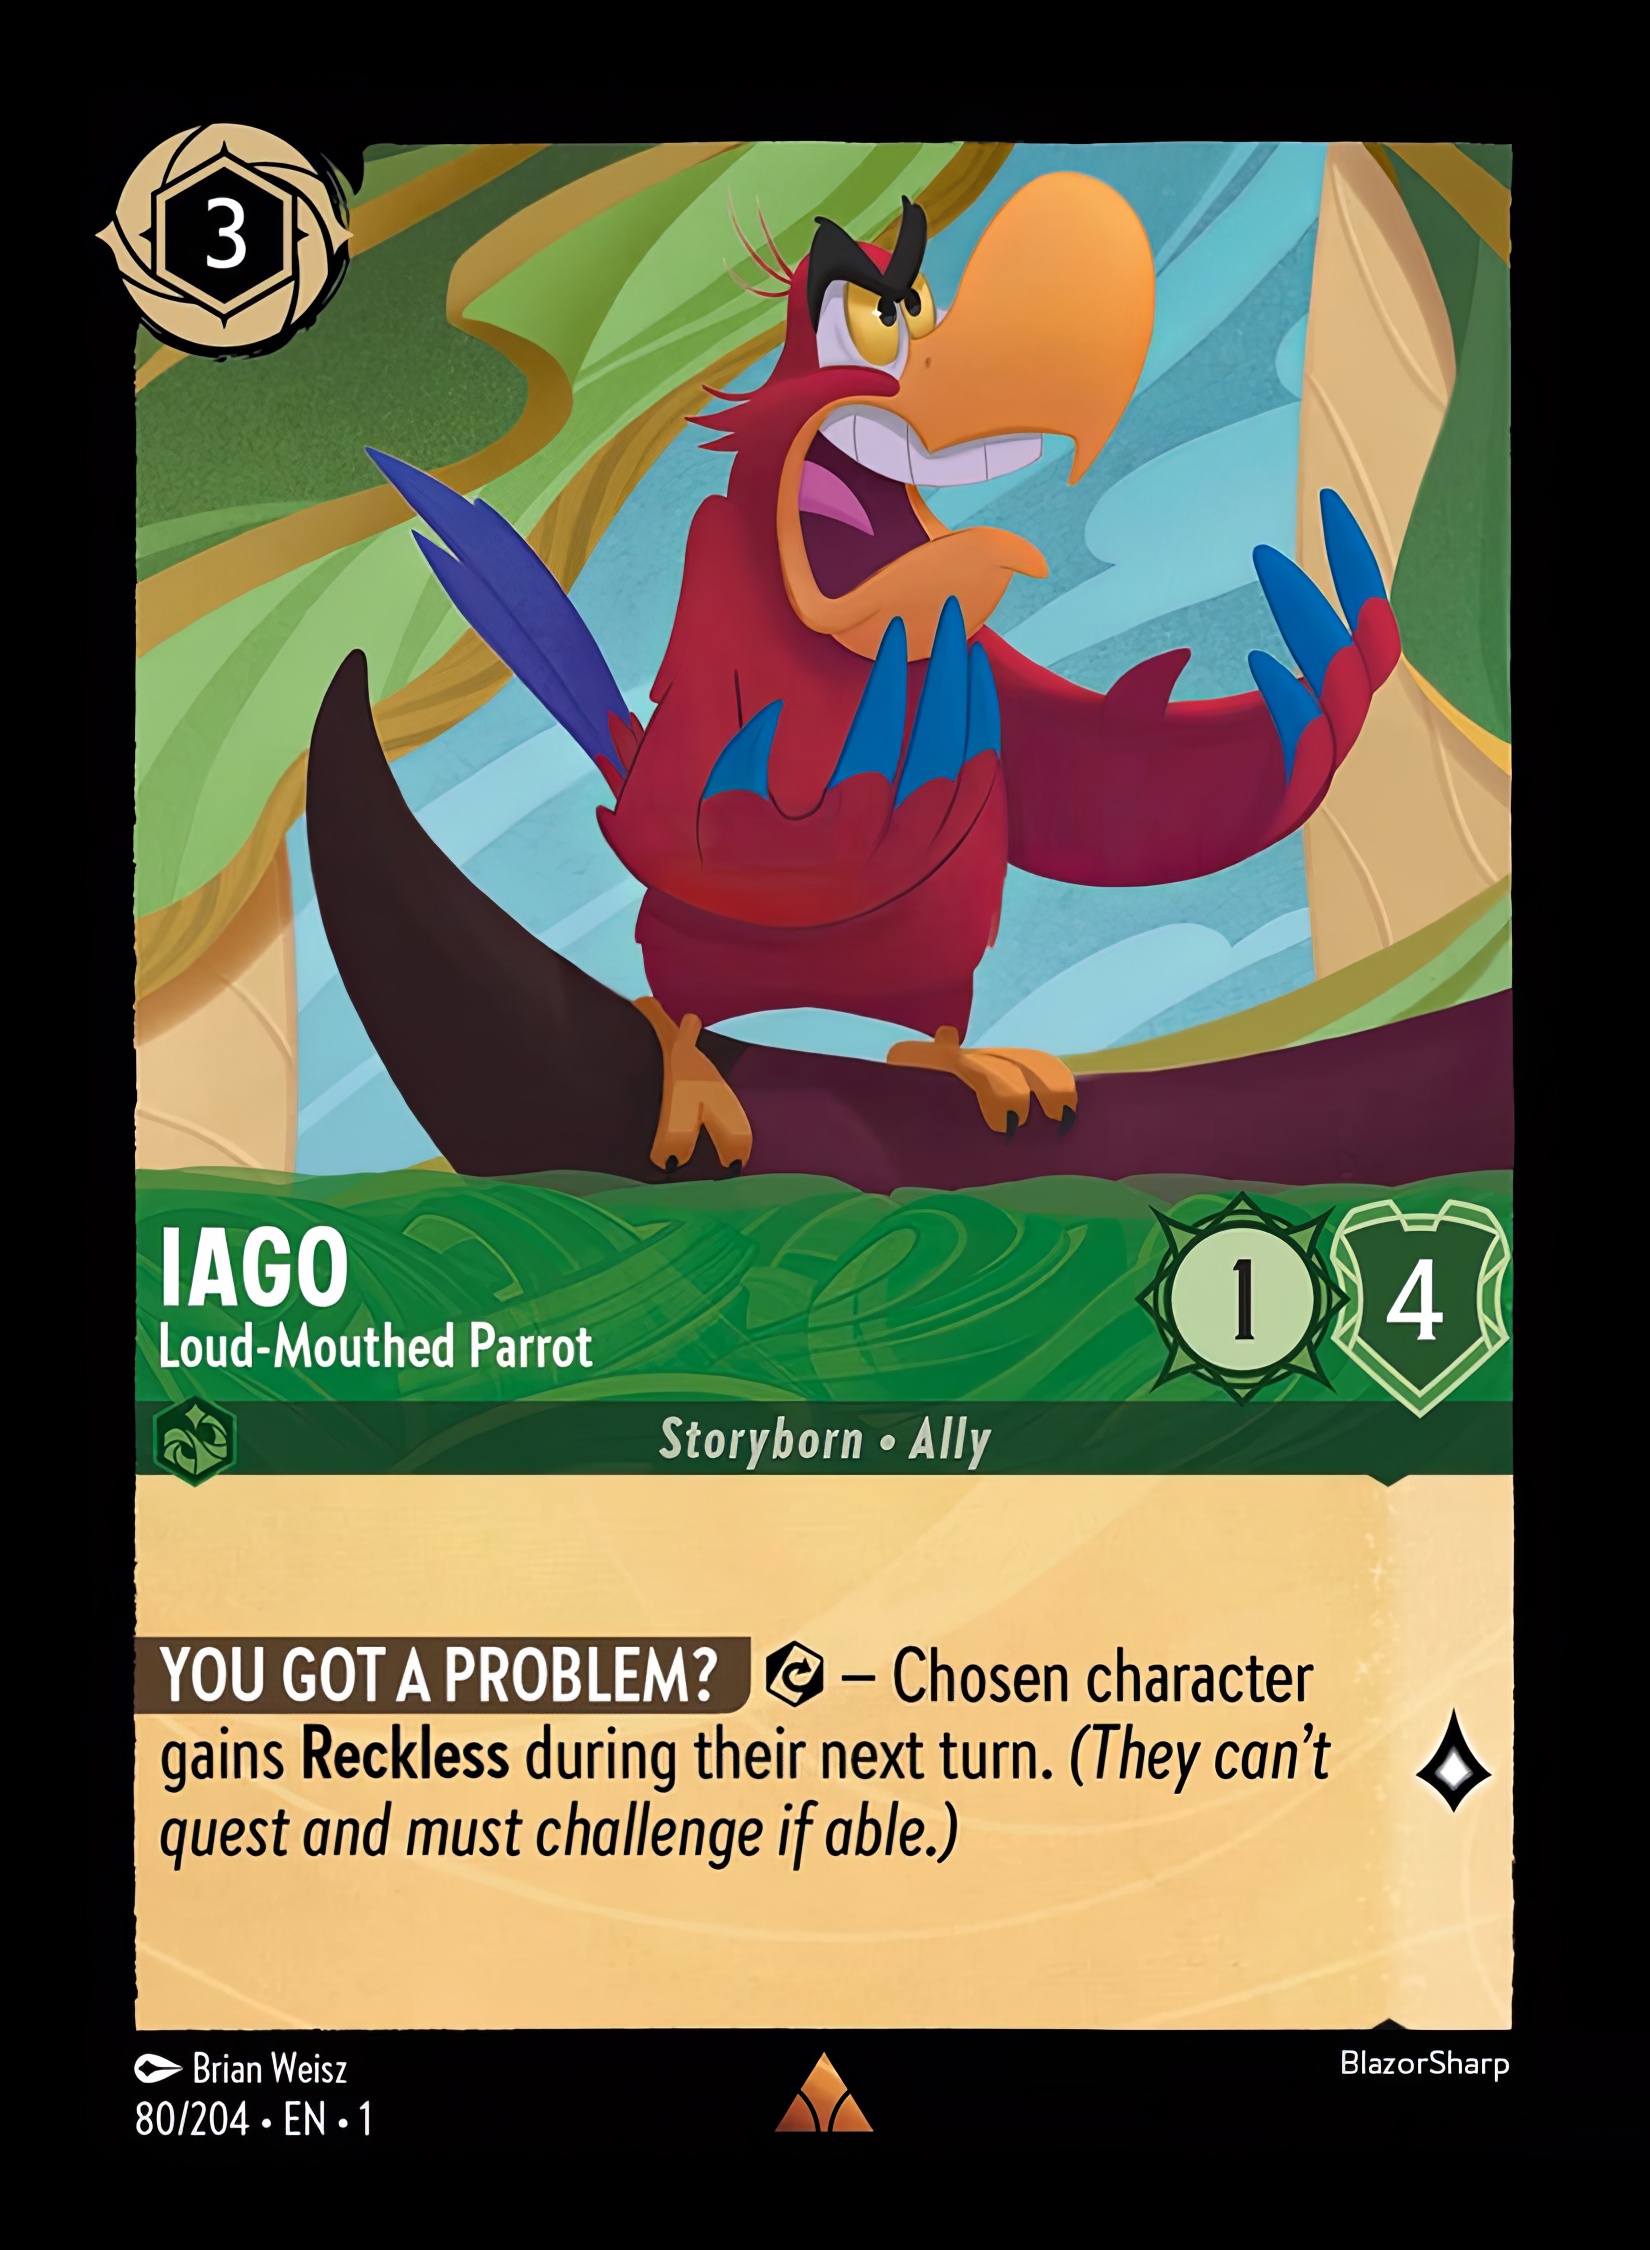 3
IAGO
Loud-Mouthed Parrot
1
4
Storyborn • Ally
YOU GOT A PROBLEM? – Chosen character
gains Reckless during their next turn. (They can't
quest and must challenge if able.)
Brian Weisz
BlazorSharp
80/204 • EN • 1